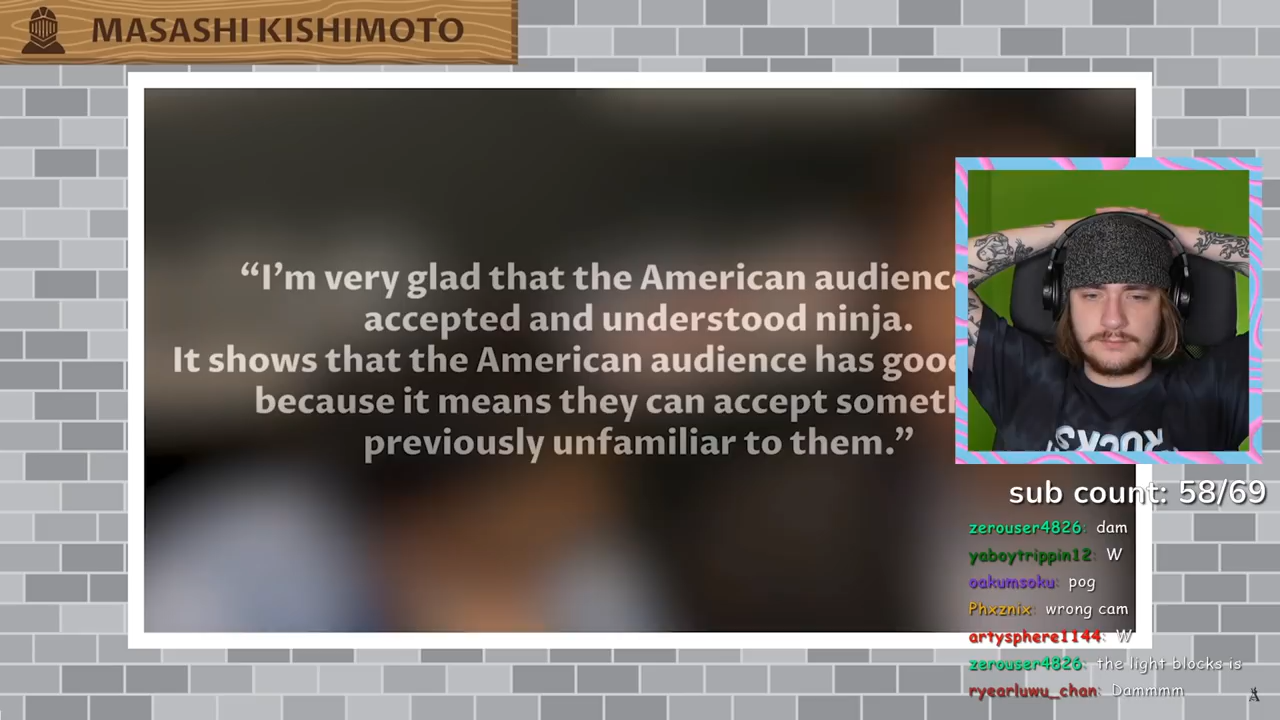 MASASHI KISHIMOTO
“I’m very glad that the American audienc
accepted and understood ninja.
It shows that the American audience has goo
because it means they can accept someth
previously unfamiliar to them.”
ROCKS
sub count: 58/69
zerouser4826: dam
yaboytrippin12: W
oakumsoku: pog
Phxznix: wrong cam
artysphere1144: W
zerouser4826: the light blocks is
ryearluwu_chan: Dammmm